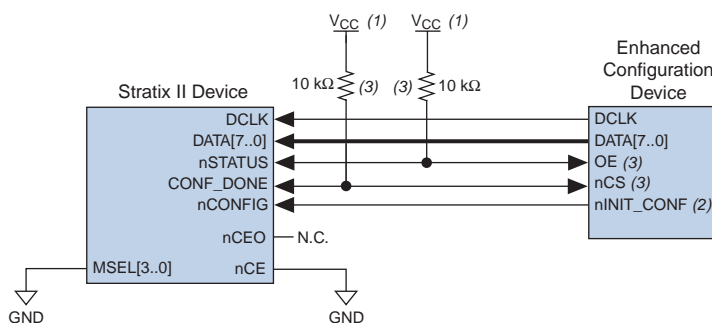 VCC (1) VCC (1)
Enhanced
Configuration
Device
10 kΩ (3) (3) 10 kΩ
Stratix II Device
DCLK DCLK
DATA[7..0] DATA[7..0]
nSTATUS OE (3)
CONF_DONE nCS (3)
nCONFIG nINIT_CONF (2)
nCEO N.C.
MSEL[3..0] nCE
GND GND